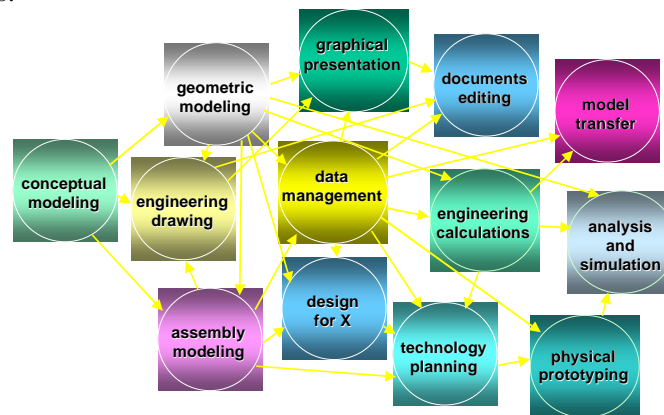 graphical
presentation
documents
editing
geometric
modeling
model
transfer
conceptual
modeling
engineering
drawing
data
management
engineering
calculations
analysis
and
simulation
assembly
modeling
design
for X
technology
planning
physical
prototyping